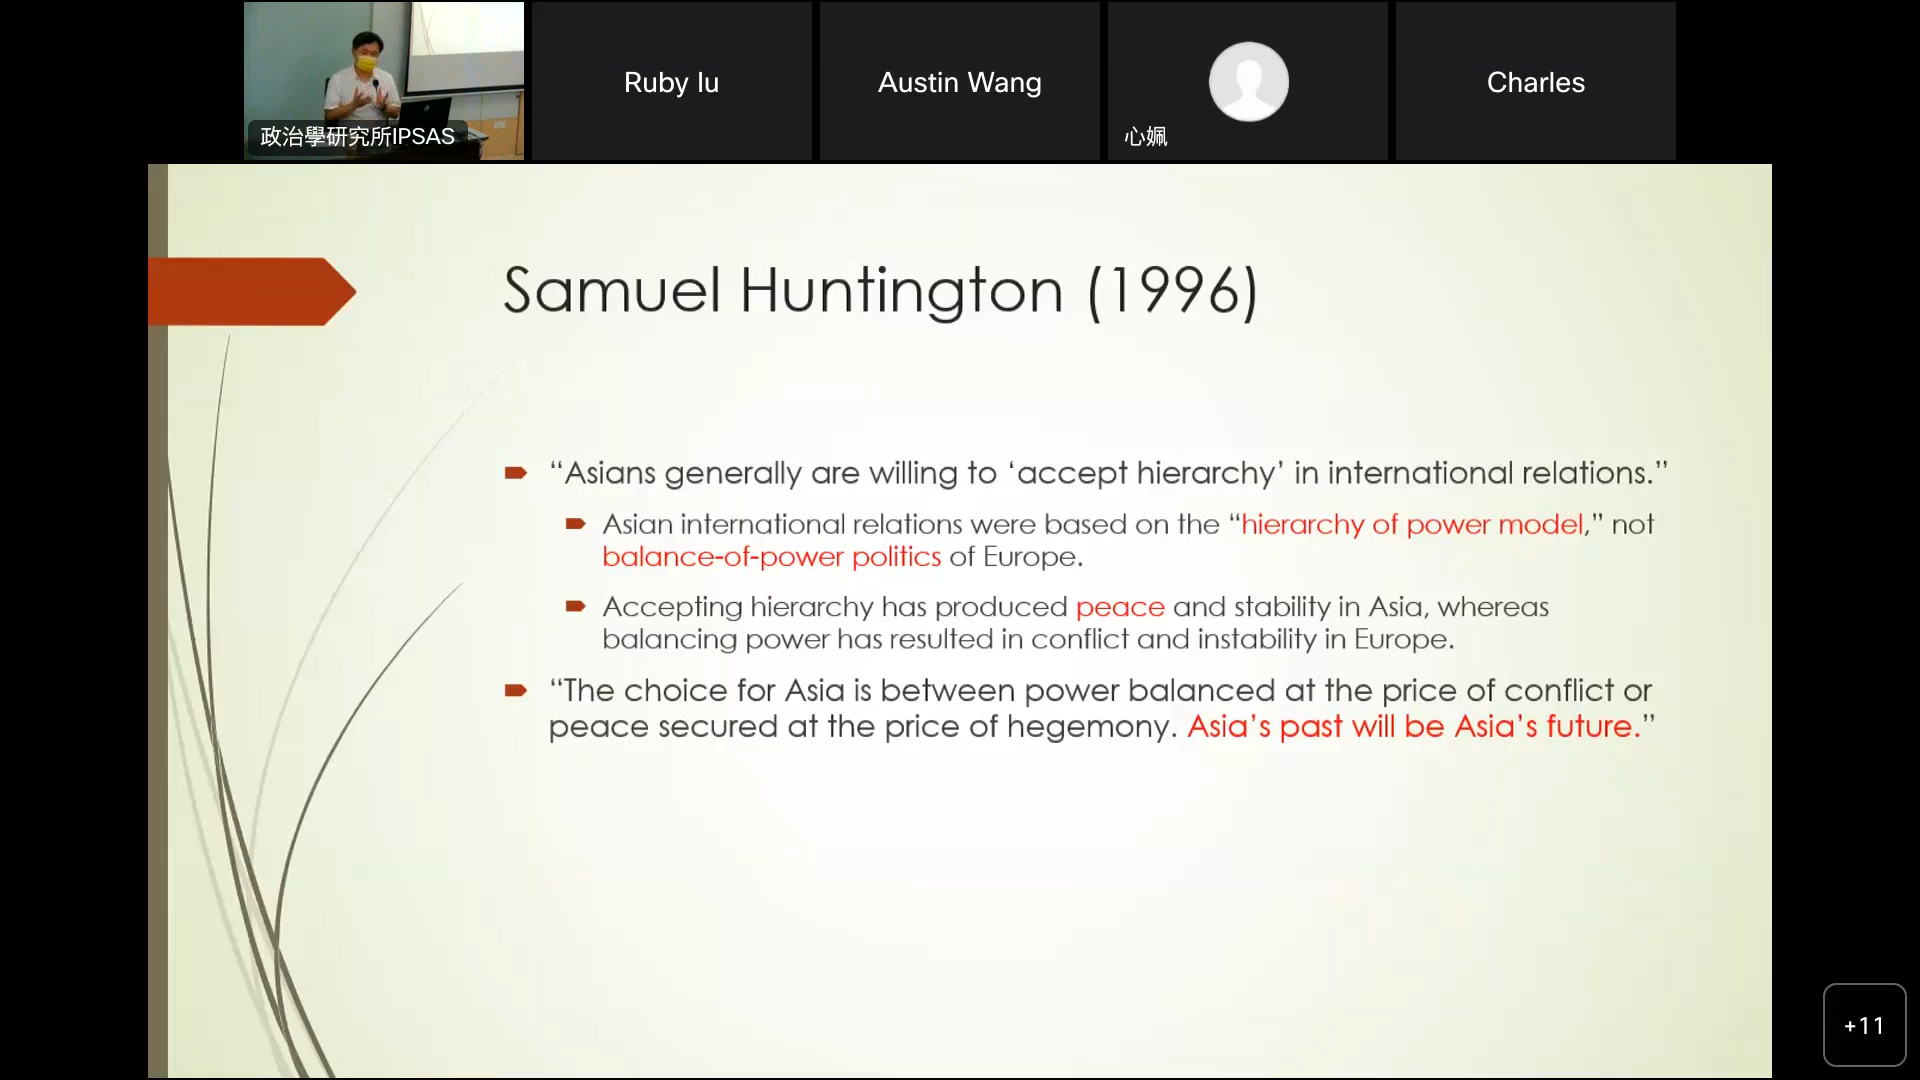 政治學研究所IPSAS
Ruby lu
Austin Wang
心姵
Charles
Samuel Huntington (1996)
“Asians generally are willing to ‘accept hierarchy’ in international relations.”
Asian international relations were based on the “hierarchy of power model,” not
balance-of-power politics of Europe.
Accepting hierarchy has produced peace and stability in Asia, whereas
balancing power has resulted in conflict and instability in Europe.
“The choice for Asia is between power balanced at the price of conflict or
peace secured at the price of hegemony. Asia’s past will be Asia’s future.”
+11